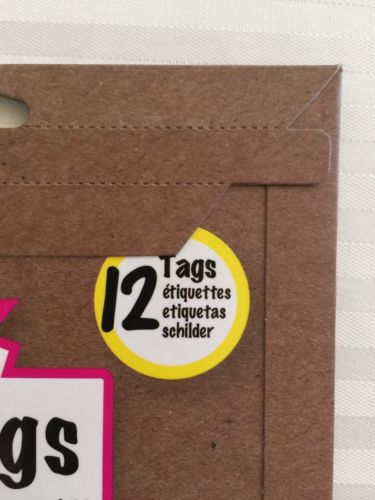 12 Tags
étiquettes
etiquetas
schilder
gs